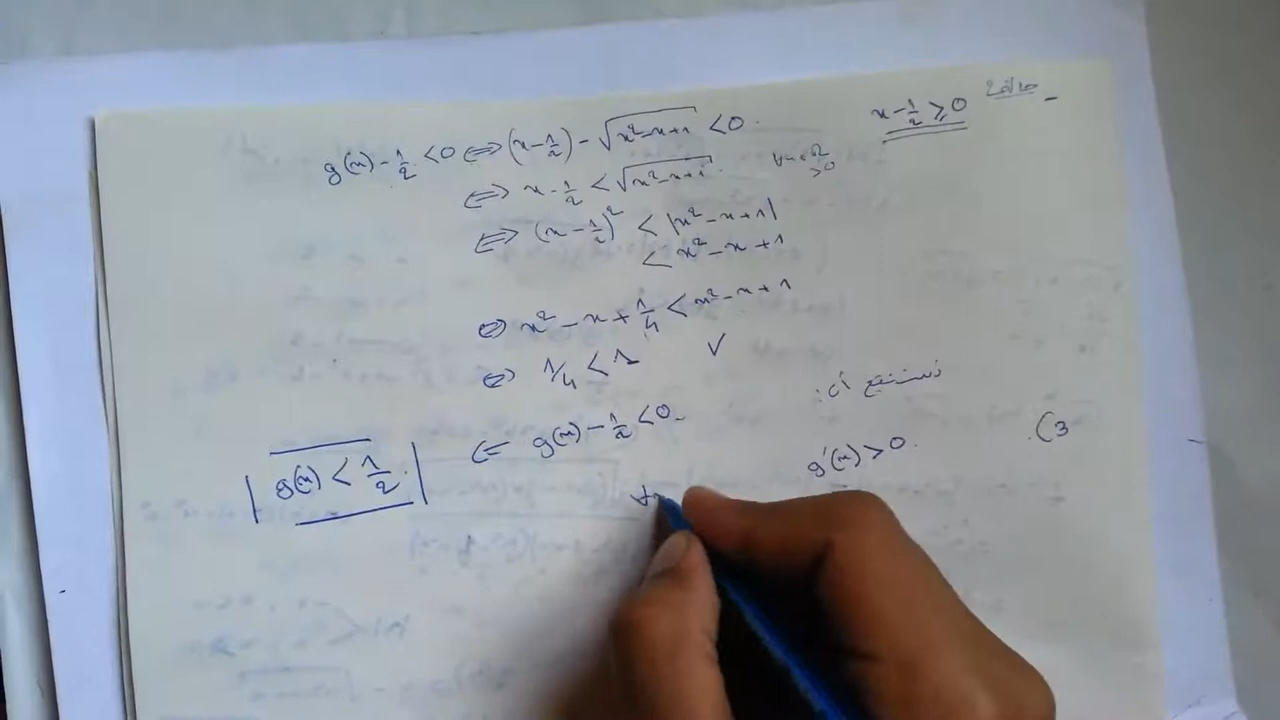 حالة 2 - x - 1/2 ≥ 0
g(x) - 1/2 < 0 ⇔ (x - 1/2) - √(x² - x + 1) < 0
⇔ x - 1/2 < √(x² - x + 1)
⇔ (x - 1/2)² < |x² - x + 1|
< x² - x + 1
⇔ x² - x + 1/4 < x² - x + 1
⇔ 1/4 < 1 ✓
نستنتج أن:
⇐ g(x) - 1/2 < 0
g(x) < 1/2
3) g'(x) > 0